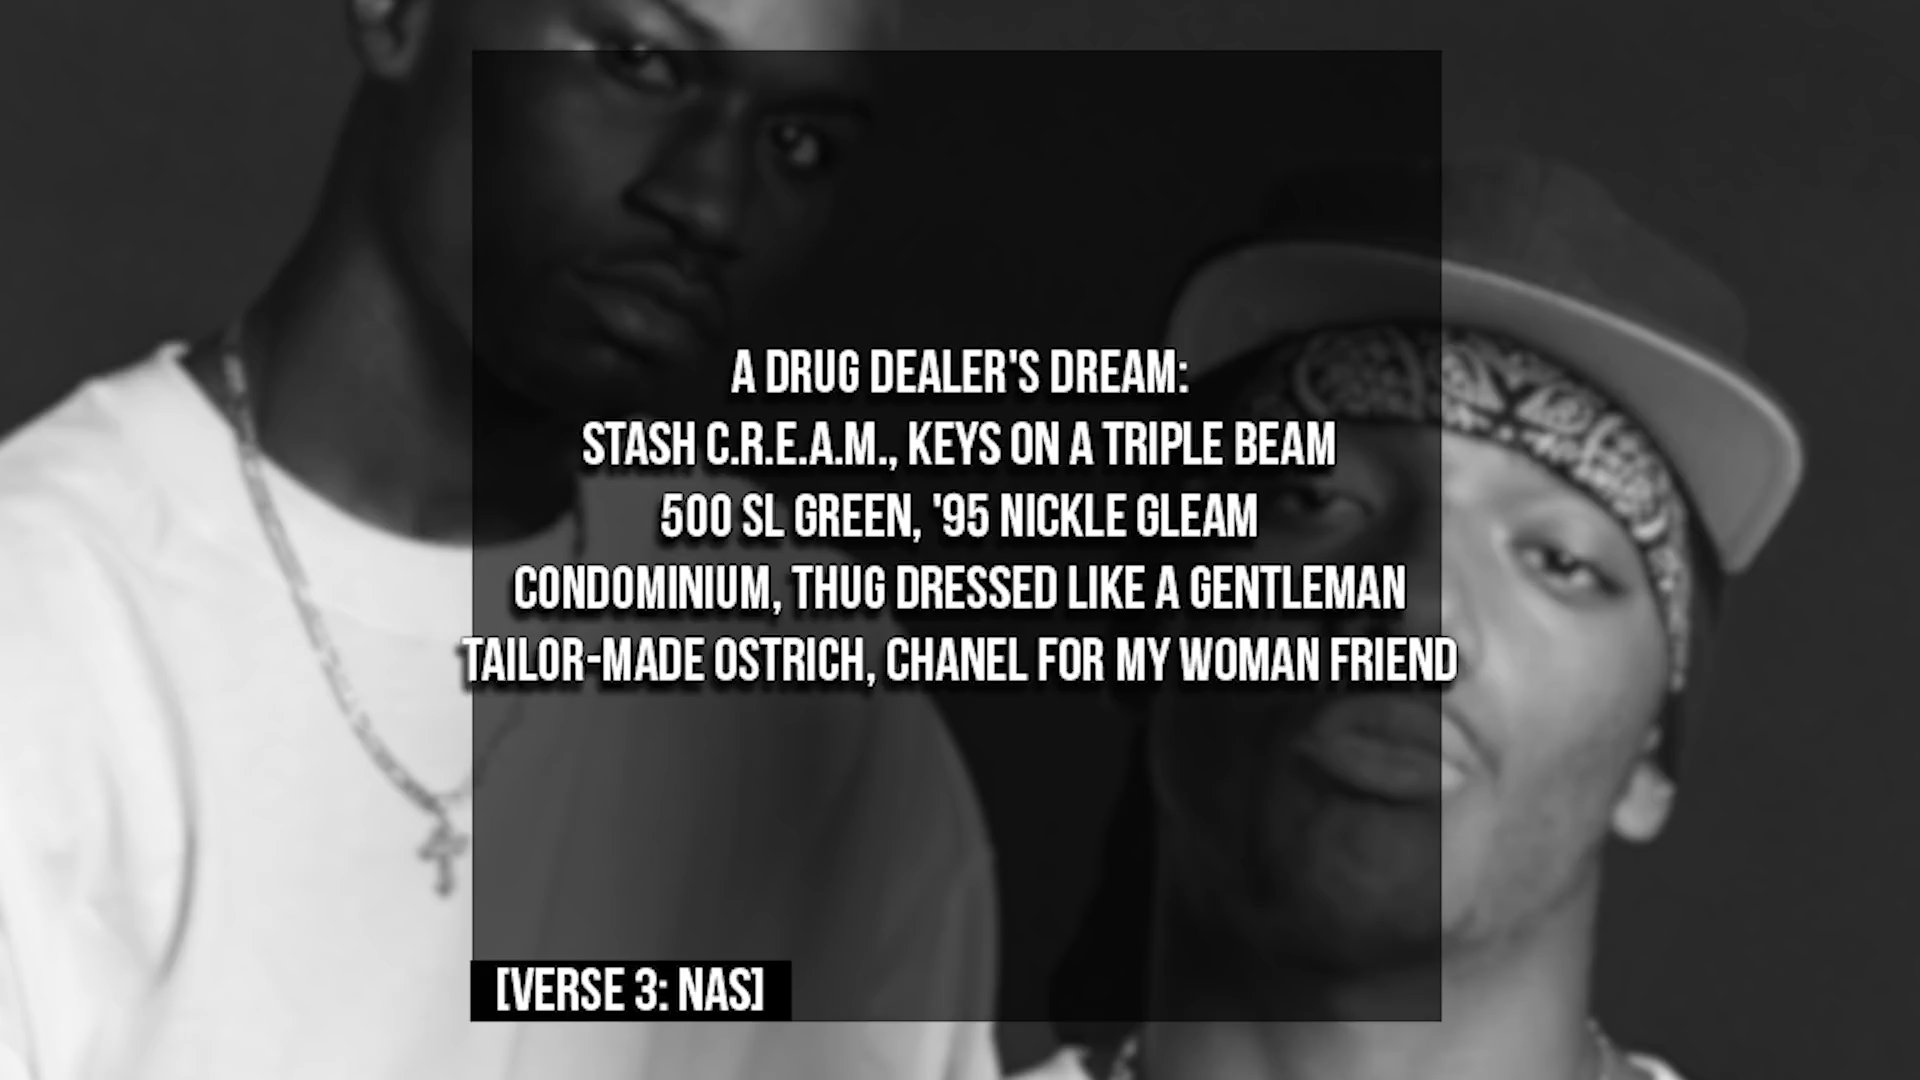 A DRUG DEALER'S DREAM:
STASH C.R.E.A.M., KEYS ON A TRIPLE BEAM
500 SL GREEN, '95 NICKLE GLEAM
CONDOMINIUM, THUG DRESSED LIKE A GENTLEMAN
TAILOR-MADE OSTRICH, CHANEL FOR MY WOMAN FRIEND
[VERSE 3: NAS]